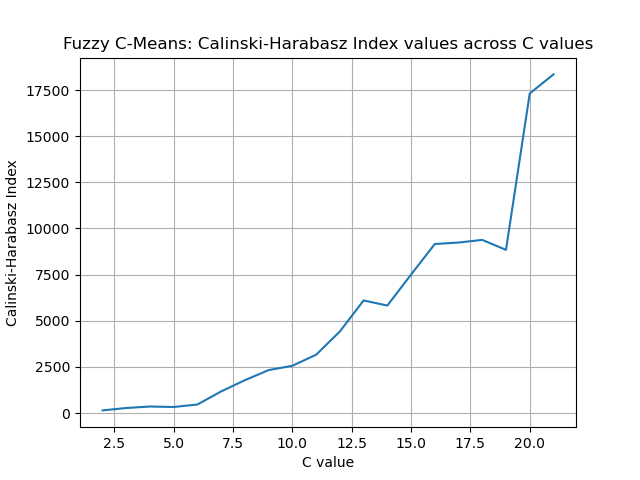 Fuzzy C-Means: Calinski-Harabasz Index values across C values
17500
15000
12500
10000
7500
5000
2500
0
Calinski-Harabasz Index
2.5 5.0 7.5 10.0 12.5 15.0 17.5 20.0
C value